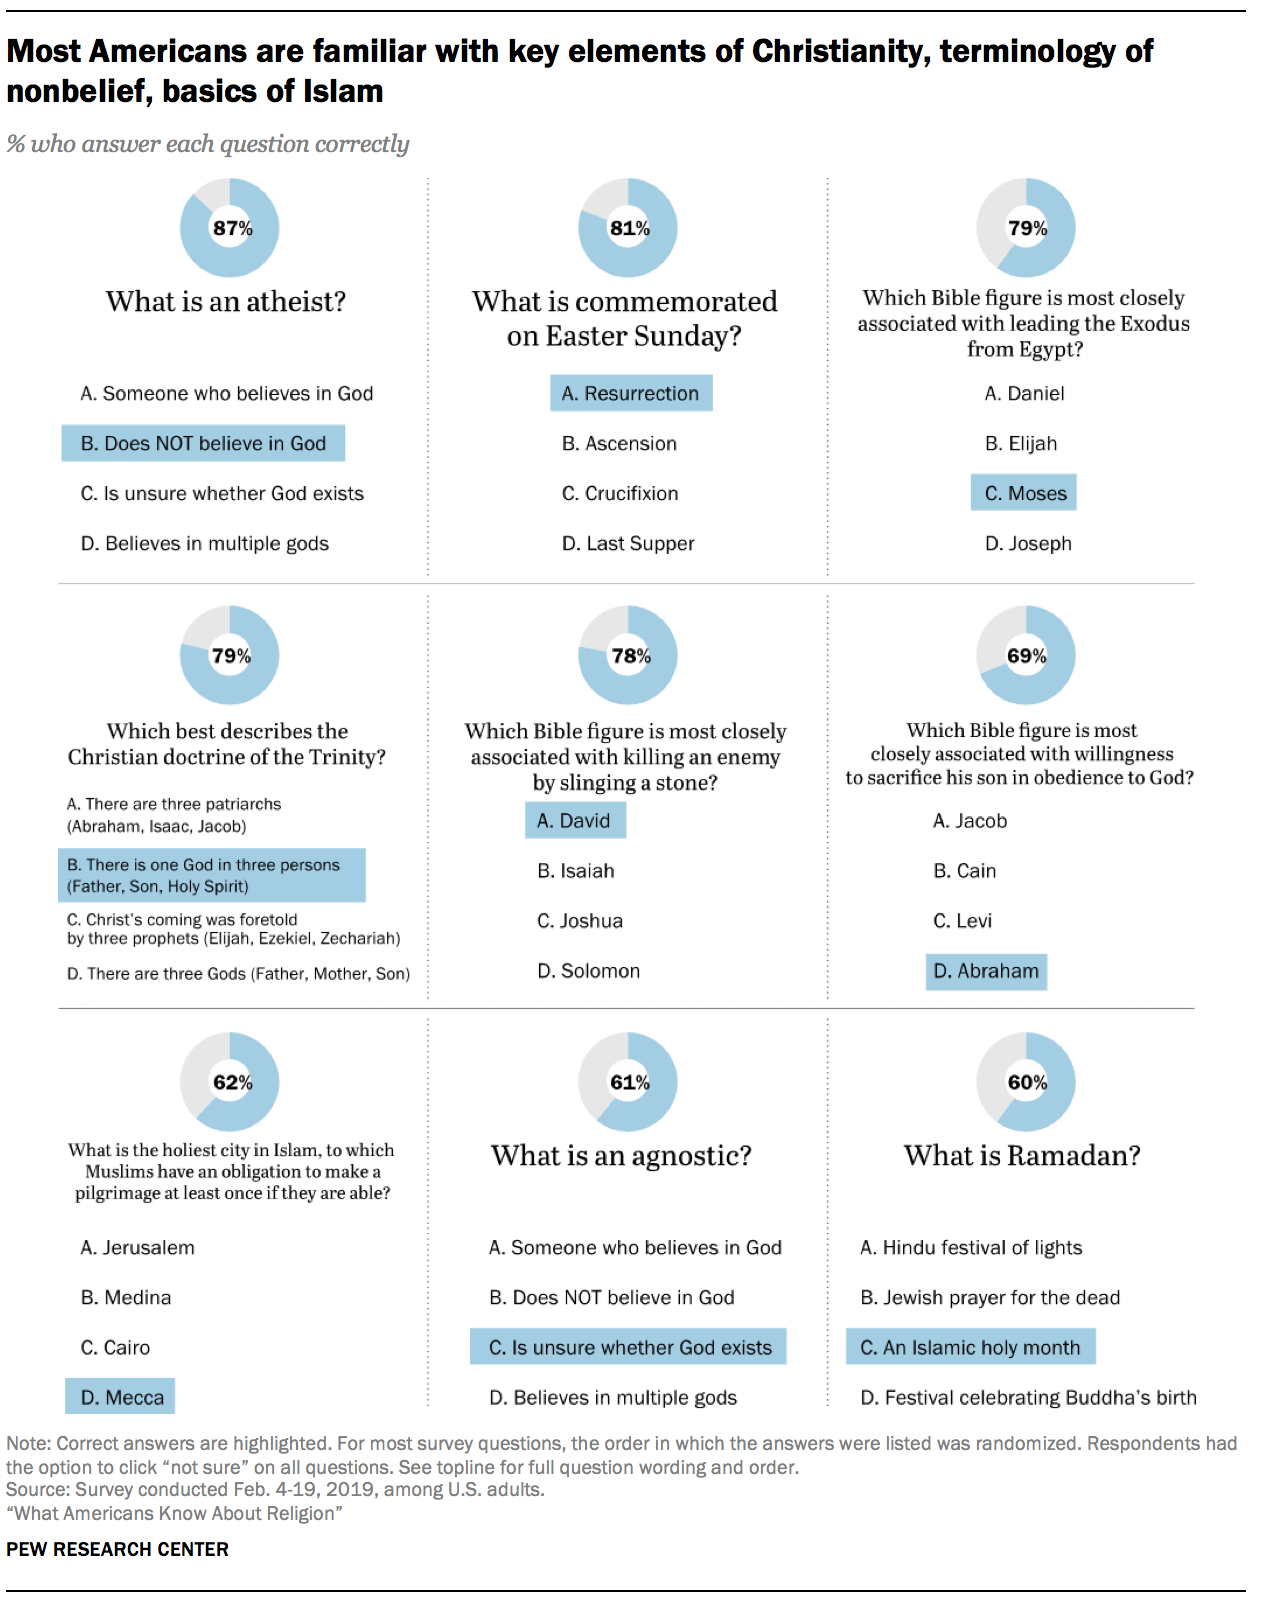 Most Americans are familiar with key elements of Christianity, terminology of
nonbelief, basics of Islam
% who answer each question correctly
87%
What is an atheist?
A. Someone who believes in God
B. Does NOT believe in God
C. Is unsure whether God exists
D. Believes in multiple gods
81%
What is commemorated
on Easter Sunday?
A. Resurrection
B. Ascension
C. Crucifixion
D. Last Supper
79%
Which Bible figure is most closely
associated with leading the Exodus
from Egypt?
A. Daniel
B. Elijah
C. Moses
D. Joseph
79%
Which best describes the
Christian doctrine of the Trinity?
A. There are three patriarchs
(Abraham, Isaac, Jacob)
B. There is one God in three persons
(Father, Son, Holy Spirit)
C. Christ's coming was foretold
by three prophets (Elijah, Ezekiel, Zechariah)
D. There are three Gods (Father, Mother, Son)
78%
Which Bible figure is most closely
associated with killing an enemy
by slinging a stone?
A. David
B. Isaiah
C. Joshua
D. Solomon
69%
Which Bible figure is most
closely associated with willingness
to sacrifice his son in obedience to God?
A. Jacob
B. Cain
C. Levi
D. Abraham
62%
What is the holiest city in Islam, to which
Muslims have an obligation to make a
pilgrimage at least once if they are able?
A. Jerusalem
B. Medina
C. Cairo
D. Mecca
61%
What is an agnostic?
A. Someone who believes in God
B. Does NOT believe in God
C. Is unsure whether God exists
D. Believes in multiple gods
60%
What is Ramadan?
A. Hindu festival of lights
B. Jewish prayer for the dead
C. An Islamic holy month
D. Festival celebrating Buddha's birth
Note: Correct answers are highlighted. For most survey questions, the order in which the answers were listed was randomized. Respondents had
the option to click “not sure” on all questions. See topline for full question wording and order.
Source: Survey conducted Feb. 4-19, 2019, among U.S. adults.
“What Americans Know About Religion”
PEW RESEARCH CENTER